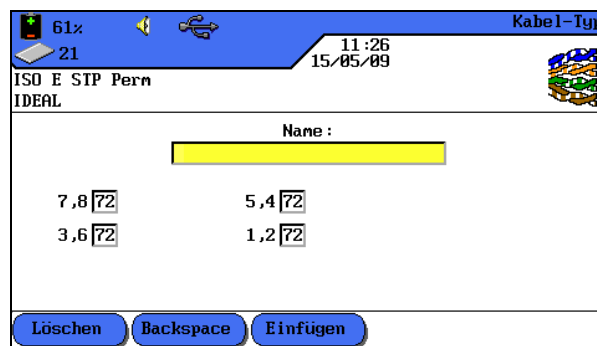 61% Kabel-Typ
21
11:26
15/05/09
ISO E STP Perm
IDEAL
Name:
7,8 72 5,4 72
3,6 72 1,2 72
Löschen Backspace Einfügen